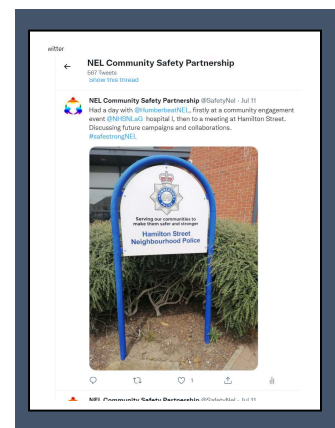 witter
NEL Community Safety Partnership
567 Tweets
Show this thread
NEL Community Safety Partnership @SafetyNel · Jul 11
Had a day with @HumberbeatNEL, firstly at a community engagement
event @NHSNLaG hospital l, then to a meeting at Hamilton Street.
Discussing future campaigns and collaborations.
#safestrongNEL
Serving our communities to
make them safer and stronger
Hamilton Street
Neighbourhood Police
1
NEL Community Safety Partnership @SafetyNel · Jul 11